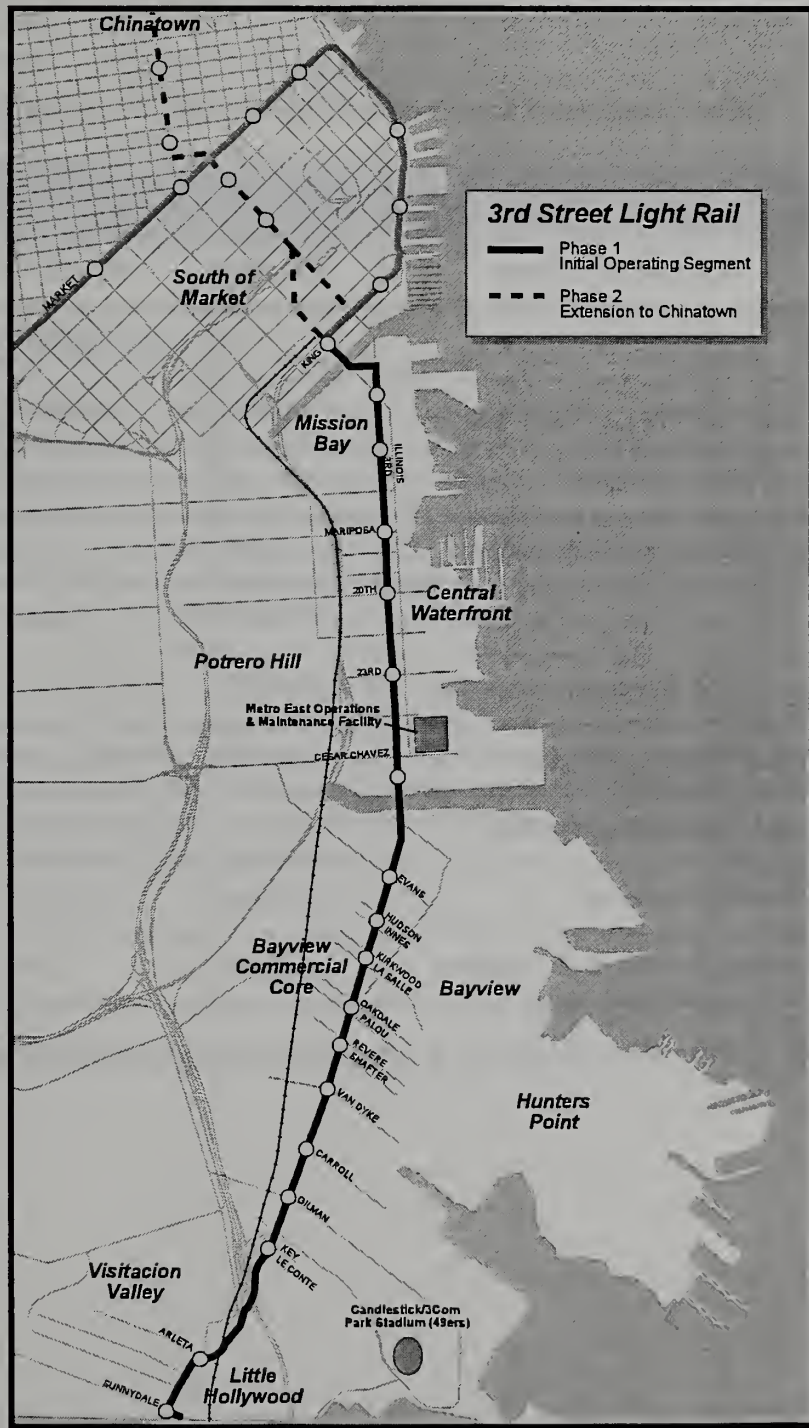 Chinatown
3rd Street Light Rail
Phase 1
Initial Operating Segment
Phase 2
Extension to Chinatown
MARKET
South of
Market
KING
Mission
Bay
ILLINOIS
3RD
MARIPOSA
20TH
Central
Waterfront
Potrero Hill
23RD
Metro East Operations
& Maintenance Facility
CESAR CHAVEZ
EVANS
HUDSON
INNES
Bayview
Commercial
Core
KIRKWOOD
LA SALLE
Bayview
OAKDALE
PALOU
REVERE
SHAFTER
VAN DYKE
Hunters
Point
CARROLL
GILMAN
KEY
LE CONTE
Visitacion
Valley
Candlestick/3Com
Park Stadium (49ers)
ARLETA
Little
Hollywood
SUNNYDALE